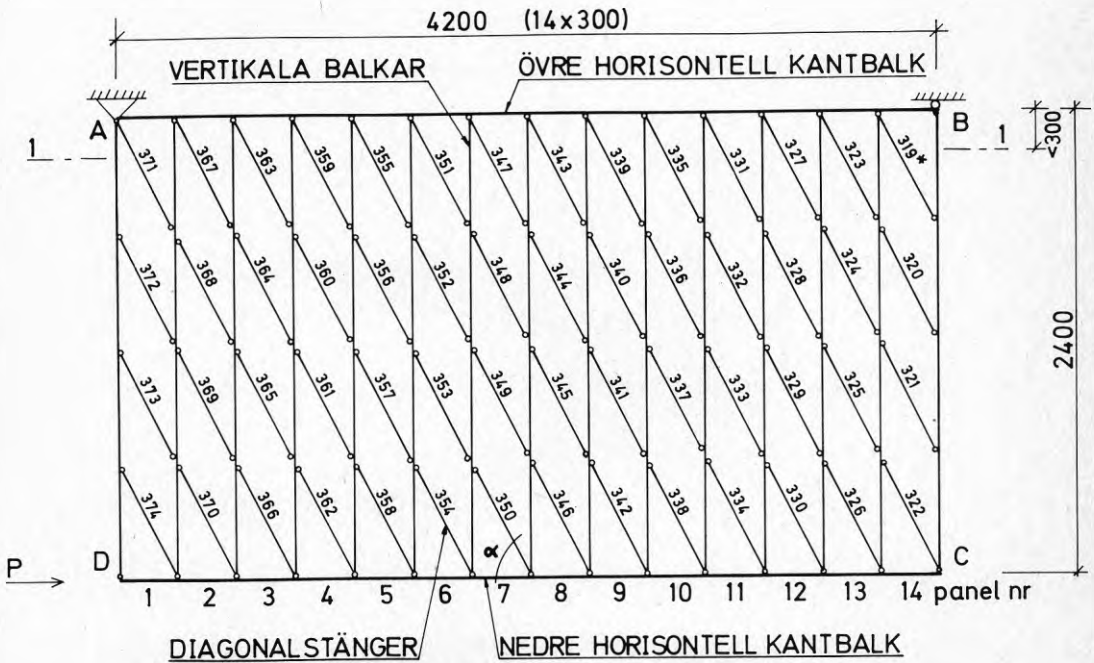 4200 (14x300)
VERTIKALA BALKAR
ÖVRE HORISONTELL KANTBALK
A
B
1
1
<300
371 367 363 359 355 351 347 343 339 335 331 327 323 319*
372 368 364 360 356 352 348 344 340 336 332 328 324 320
2400
373 369 365 361 357 353 349 345 341 337 333 329 325 321
374 370 366 362 358 354 350 346 342 338 334 330 326 322
α
P
D
C
1 2 3 4 5 6 7 8 9 10 11 12 13 14 panel nr
DIAGONALSTÄNGER
NEDRE HORISONTELL KANTBALK